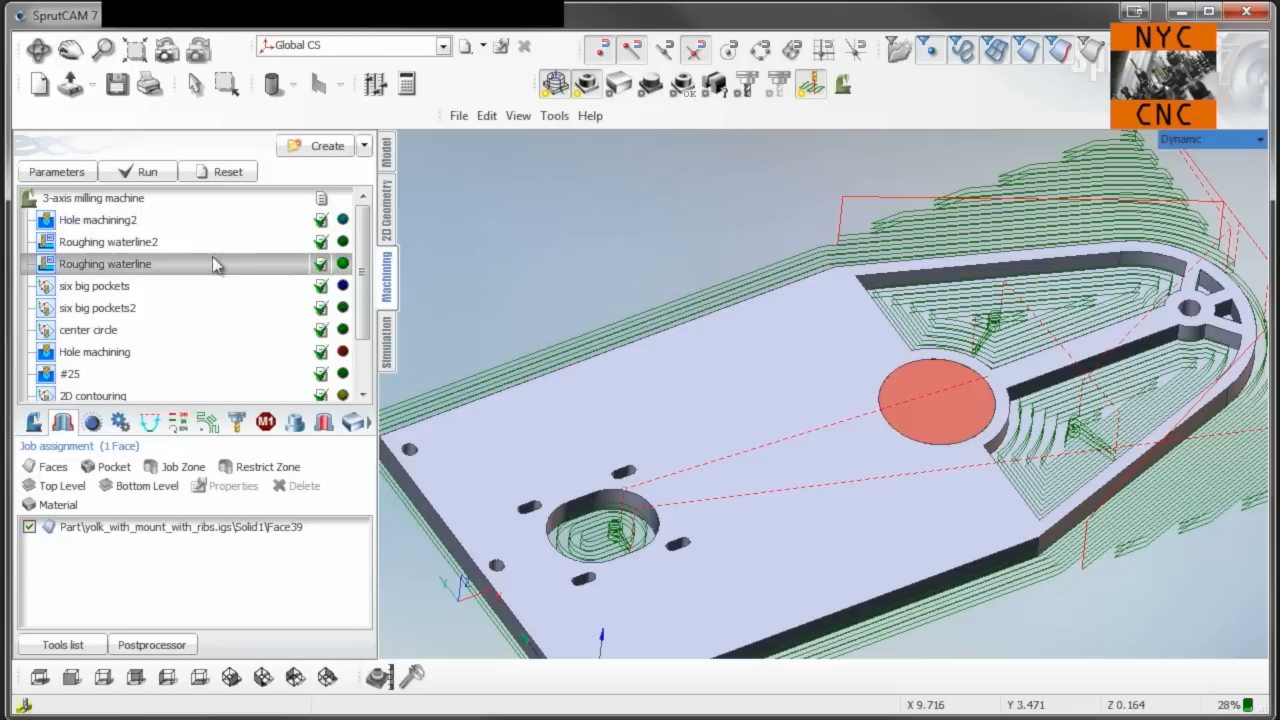 SprutCAM 7
Global CS
NYC
CNC
File Edit View Tools Help
Dynamic
Create
Parameters Run Reset
3-axis milling machine
Hole machining2
Roughing waterline2
Roughing waterline
six big pockets
six big pockets2
center circle
Hole machining
#25
2D contouring
Model
2D Geometry
Machining
Simulation
M1
Job assignment (1 Face)
Faces Pocket Job Zone Restrict Zone
Top Level Bottom Level Properties Delete
Material
Part\yolk_with_mount_with_ribs.igs\Solid1\Face39
Tools list Postprocessor
Y Z X
X 9.716 Y 3.471 Z 0.164 28%